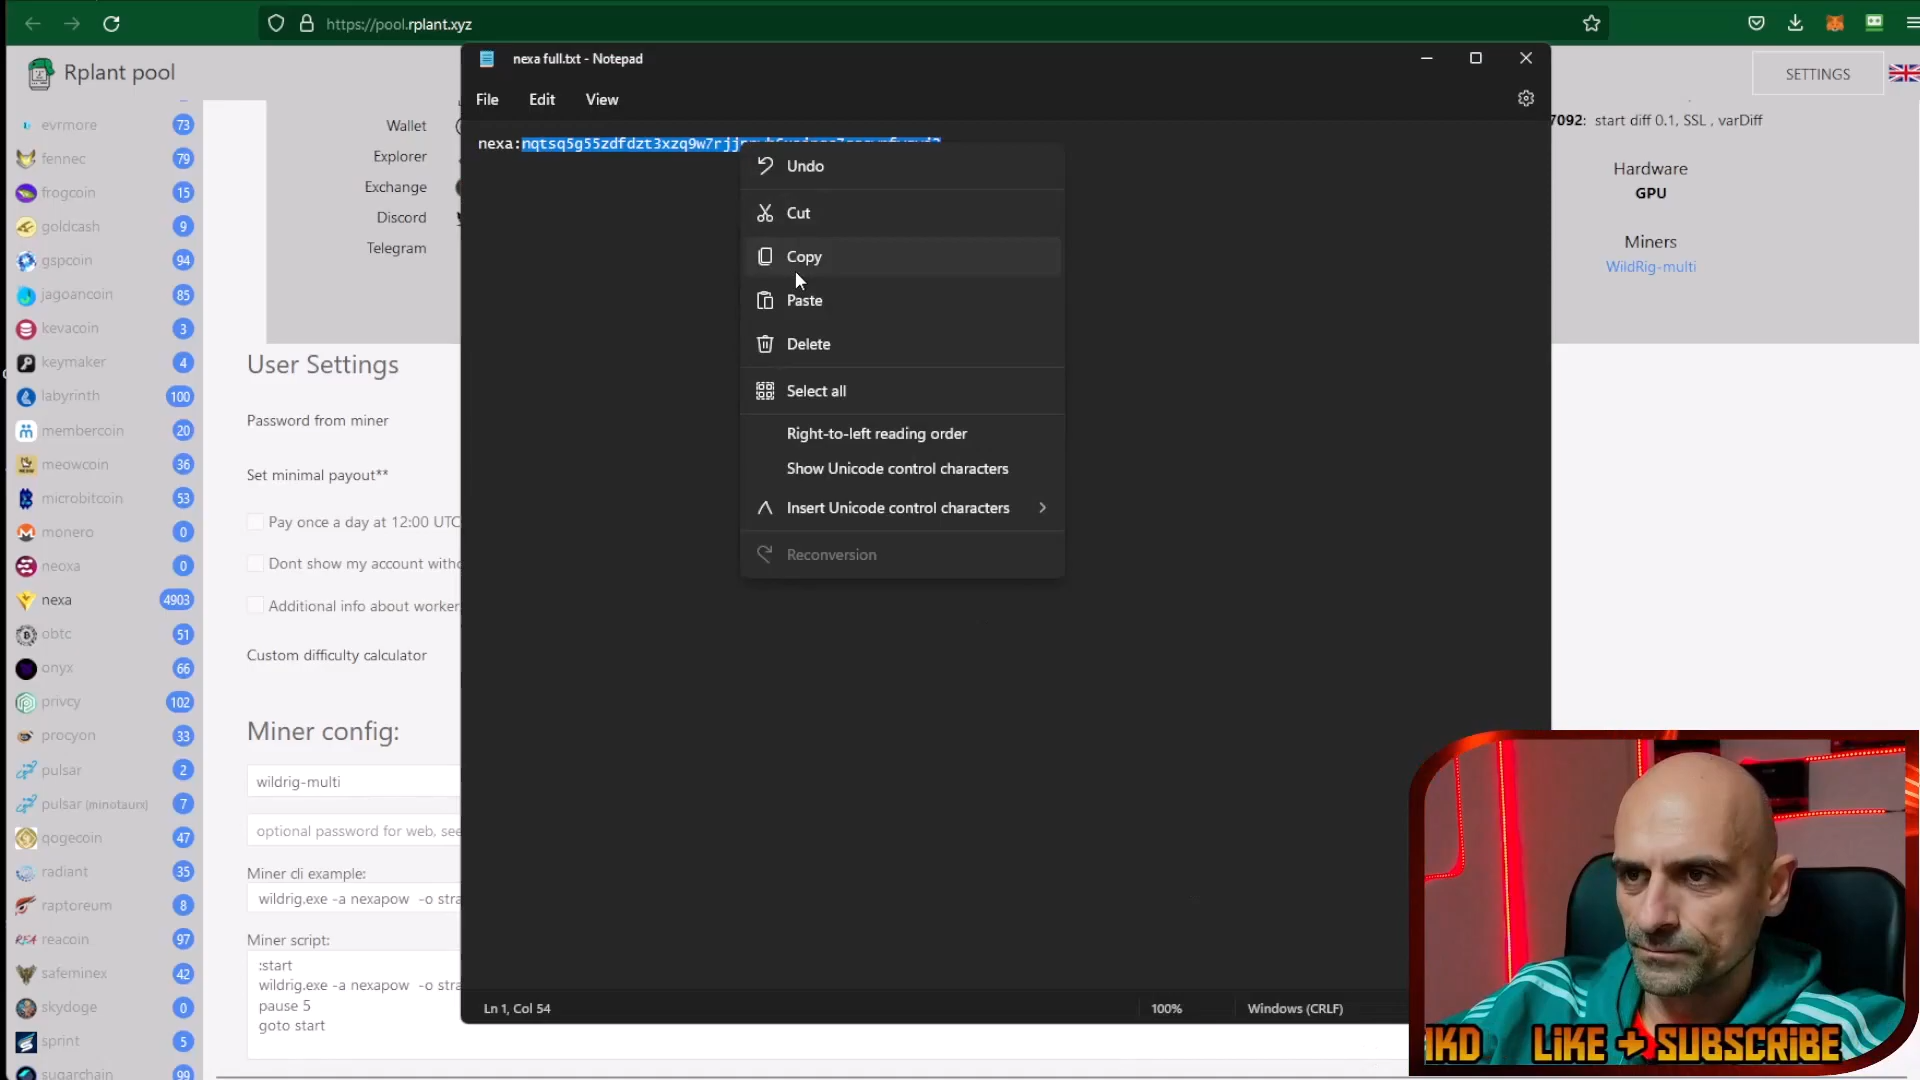 https://pool.rplant.xyz
Rplant pool
SETTINGS
evrmore 73
fennec 79
frogcoin 15
goldcash 9
gspcoin 94
jagoancoin 85
kevacoin 3
keymaker 4
labyrinth 100
membercoin 20
meowcoin 36
microbitcoin 53
monero 0
neoxa 0
nexa 4903
obtc 51
onyx 66
privcy 102
procyon 33
pulsar 2
pulsar (minotaurx) 7
qogecoin 47
radiant 35
raptoreum 8
reacoin 97
safeminex 42
skydoge 0
sprint 5
sugarchain 99
Wallet
Explorer
Exchange
Discord
Telegram
User Settings
Password from miner
Set minimal payout**
Pay once a day at 12:00 UTC
Dont show my account
Additional info about worker
Custom difficulty calculator
Miner config:
wildrig-multi
optional password for web, see
Miner cli example:
wildrig.exe -a nexapow -o stra
Miner script:
:start
wildrig.exe -a nexapow -o stra
pause 5
goto start
nexa full.txt - Notepad
File Edit View
nexa:nqtsq5g55zdfdzt3xzq9w7rjj
Undo
Cut
Copy
Paste
Delete
Select all
Right-to-left reading order
Show Unicode control characters
Insert Unicode control characters
Reconversion
Ln 1, Col 54
100%
Windows (CRLF)
7092: start diff 0.1, SSL , varDiff
Hardware
GPU
Miners
WildRig-multi
LIKE + SUBSCRIBE